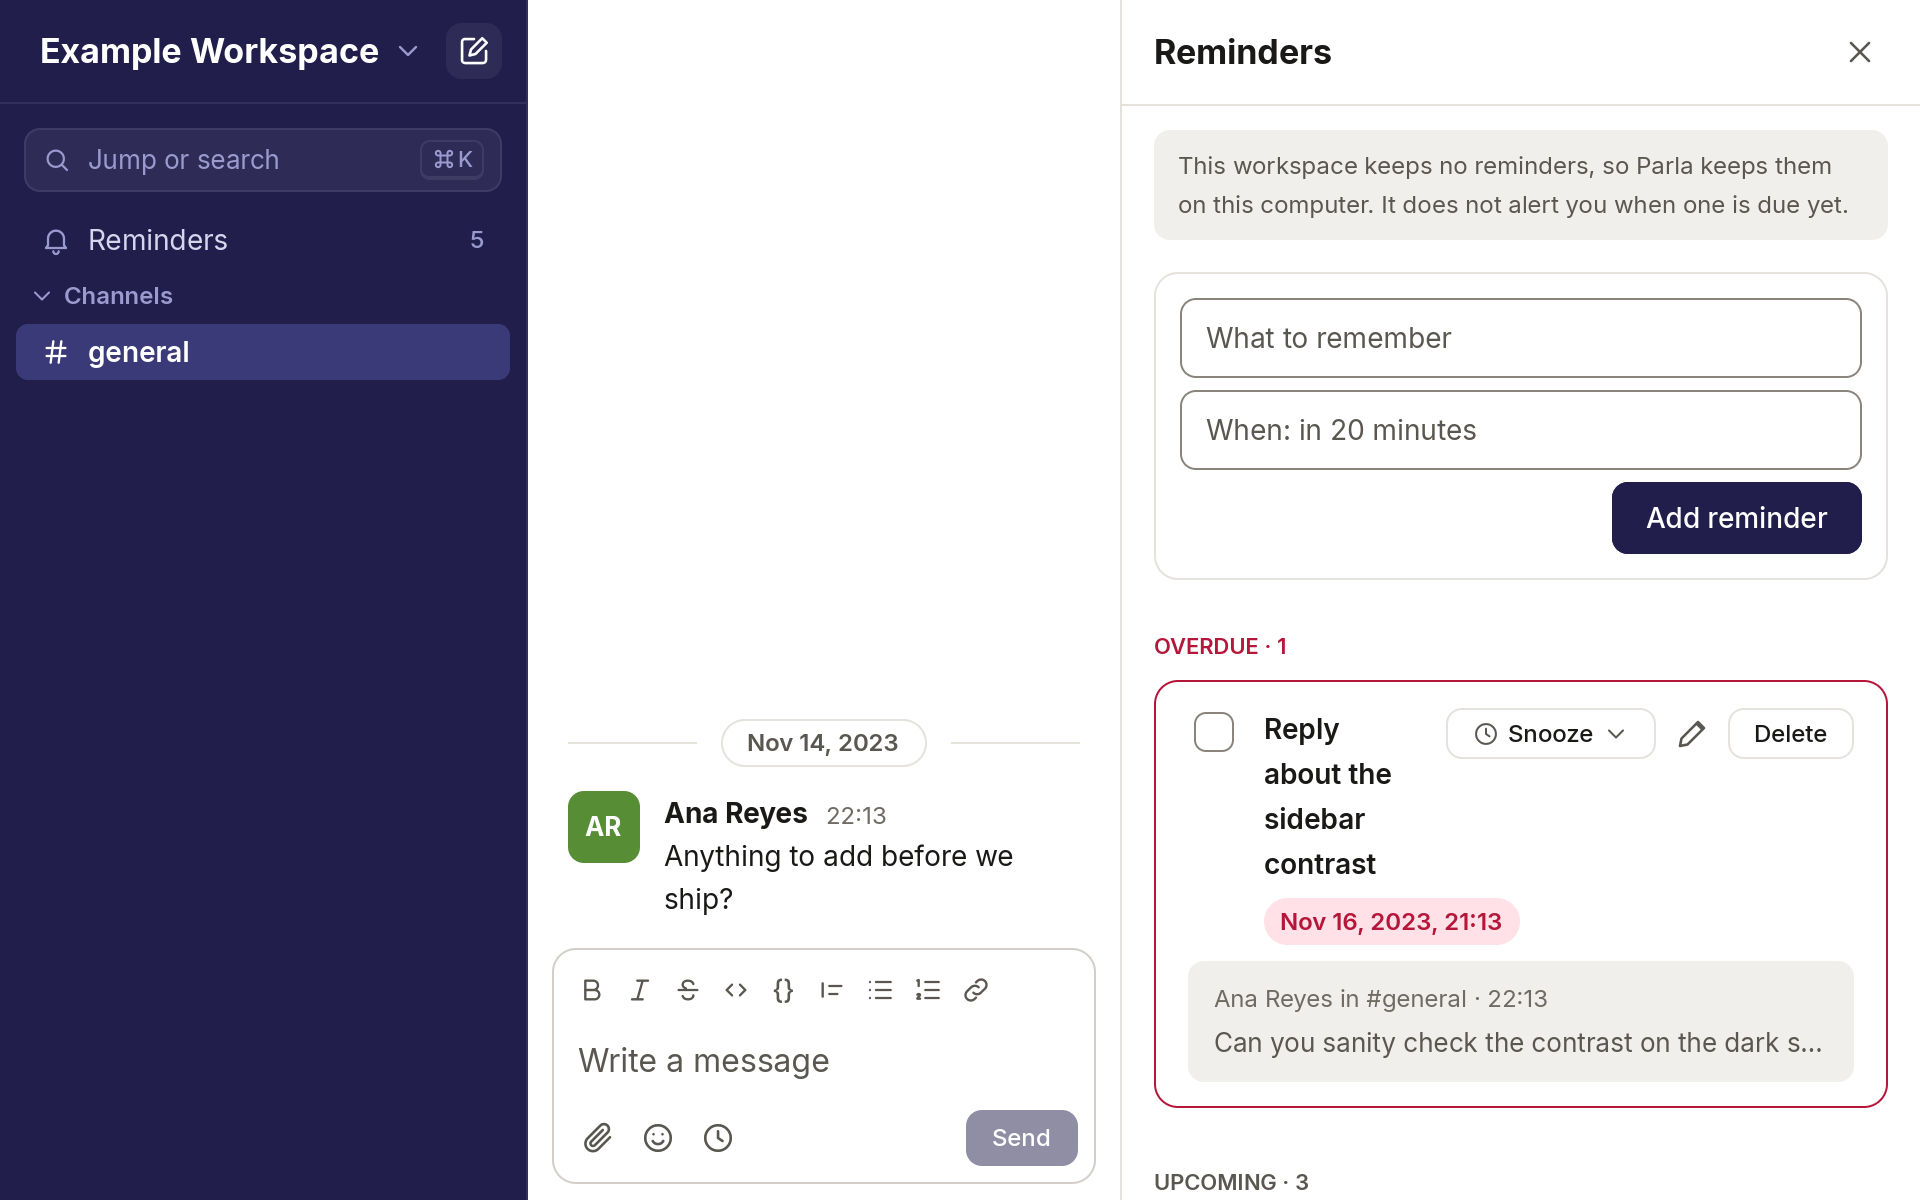 Example Workspace
Jump or search ⌘K
Reminders 5
Channels
# general
Nov 14, 2023
AR
Ana Reyes 22:13
Anything to add before we
ship?
Write a message
Send
Reminders
This workspace keeps no reminders, so Parla keeps them
on this computer. It does not alert you when one is due yet.
What to remember
When: in 20 minutes
Add reminder
OVERDUE · 1
Reply
about the
sidebar
contrast
Snooze
Delete
Nov 16, 2023, 21:13
Ana Reyes in #general · 22:13
Can you sanity check the contrast on the dark s...
UPCOMING · 3